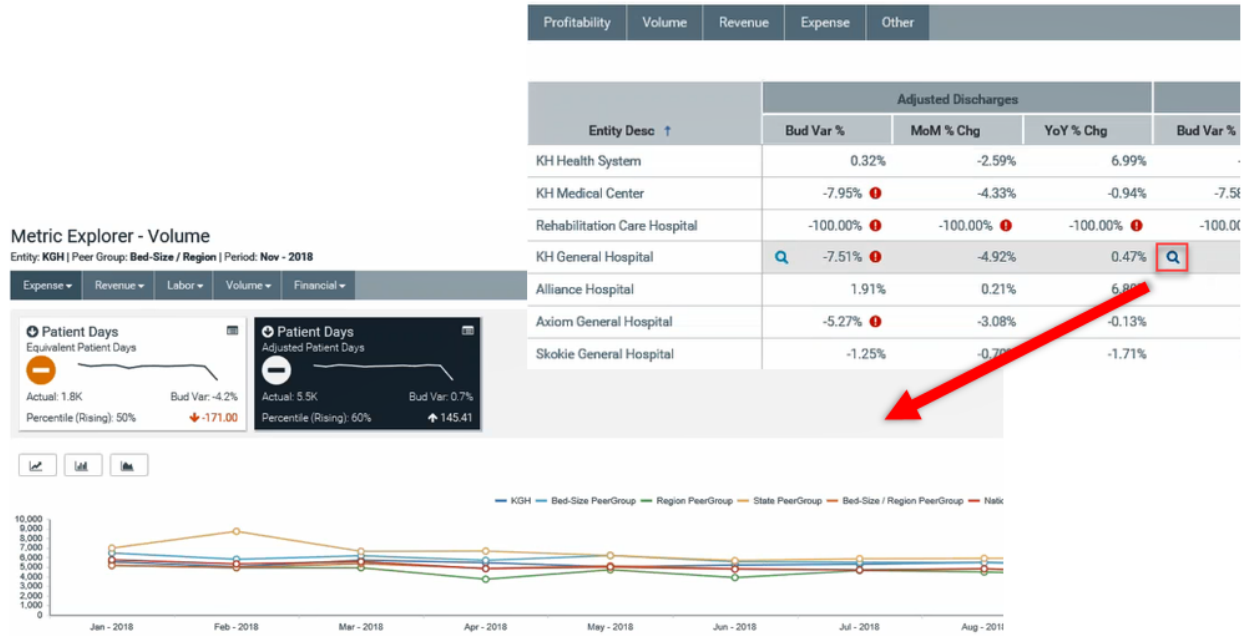 Profitability Volume Revenue Expense Other
Adjusted Discharges
Entity Desc ↑ Bud Var % MoM % Chg YoY % Chg Bud Var %
KH Health System 0.32% -2.59% 6.99% -
KH Medical Center -7.95% -4.33% -0.94% -7.58
Rehabilitation Care Hospital -100.00% -100.00% -100.00% -100.00
KH General Hospital -7.51% -4.92% 0.47%
Alliance Hospital 1.91% 0.21%
Axiom General Hospital -5.27% -3.08% -0.13%
Skokie General Hospital -1.25% -1.71%
Metric Explorer - Volume
Entity: KGH | Peer Group: Bed-Size / Region | Period: Nov - 2018
Expense Revenue Labor Volume Financial
Patient Days
Equivalent Patient Days
Actual: 1.8K Bud Var: -4.2%
Percentile (Rising): 50% -171.00
Patient Days
Adjusted Patient Days
Actual: 5.5K Bud Var: 0.7%
Percentile (Rising): 60% 145.41
KGH Bed-Size PeerGroup Region PeerGroup State PeerGroup Bed-Size / Region PeerGroup Natic
10,000
9,000
8,000
7,000
6,000
5,000
4,000
3,000
2,000
1,000
0
Jan - 2018 Feb - 2018 Mar - 2018 Apr - 2018 May - 2018 Jun - 2018 Jul - 2018 Aug - 2018